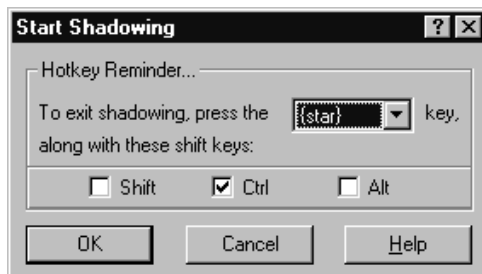 Start Shadowing
Hotkey Reminder...
To exit shadowing, press the {star} key,
along with these shift keys:
Shift Ctrl Alt
OK Cancel Help